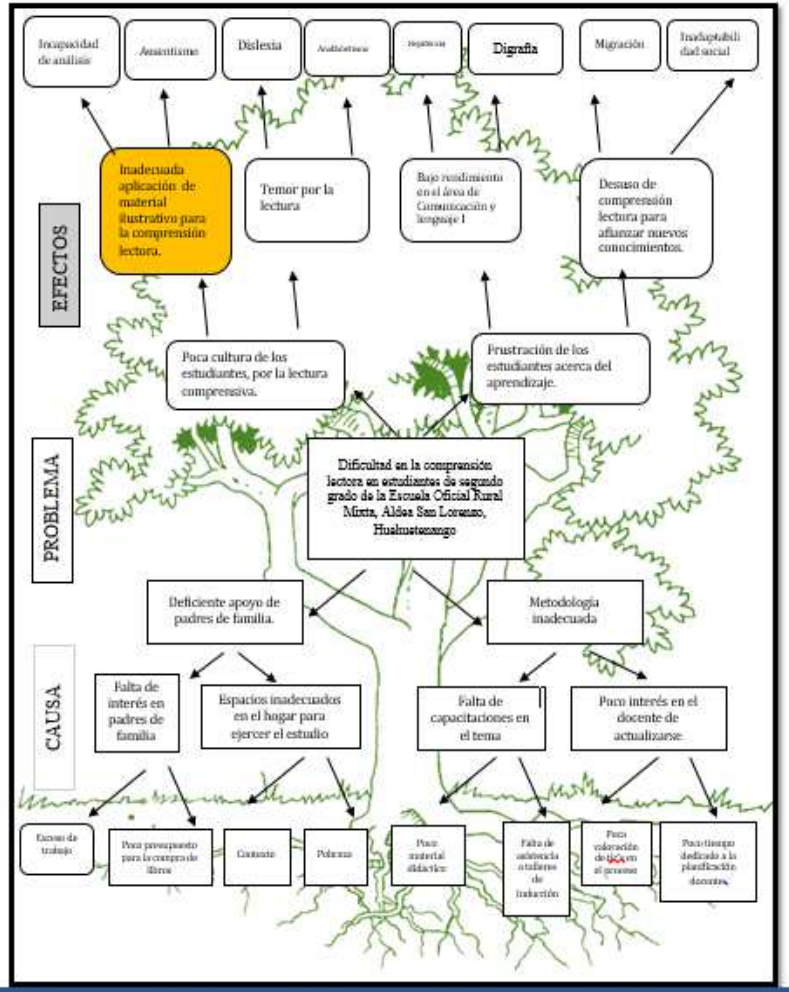 Incapacidad
de análisis
Ausentismo
Dislexia
Analfabetismo
Repitencia
Digrafía
Migración
Inadaptabili
dad social
Inadecuada
aplicación de
material
ilustrativo para
la comprensión
lectora.
Temor por la
lectura
Bajo rendimiento
en el área de
Comunicación y
lenguaje 1
Desuso de
comprensión
lectora para
afianzar nuevos
conocimientos.
EFECTOS
Poca cultura de los
estudiantes, por la lectura
comprensiva.
Frustración de los
estudiantes acerca del
aprendizaje.
PROBLEMA
Dificultad en la comprensión
lectora en estudiantes de segundo
grado de la Escuela Oficial Rural
Mixta, Aldea San Lorenzo,
Huehuetenango
Deficiente apoyo de
padres de familia.
Metodología
inadecuada
CAUSA
Falta de
interés en
padres de
familia
Espacios inadecuados
en el hogar para
ejercer el estudio
Falta de
capacitaciones en
el tema
Poco interés en el
docente de
actualizarse
Exceso de
trabajo
Poco presupuesto
para la compra de
libros
Contexto
Pobreza
Poco
material
didáctico
Falta de
asistencia
a talleres
de
inducción
Poca
valoración
de tic's en
el proceso
Poco tiempo
dedicado a la
planificación
docente.